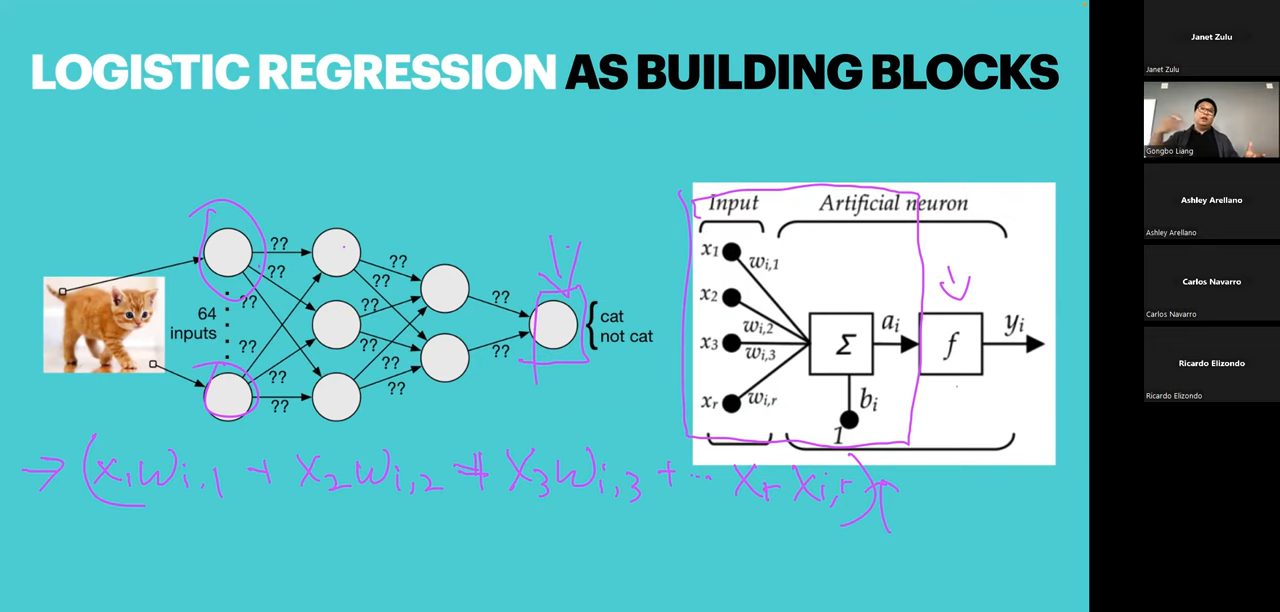 LOGISTIC REGRESSION AS BUILDING BLOCKS
64
inputs
??
??
??
??
??
??
??
??
??
??
??
??
??
??
cat
not cat
Input
Artificial neuron
x1
x2
x3
xr
wi,1
wi,2
wi,3
wi,r
Σ
ai
f
yi
bi
1
→ (x₁wi,1 + x₂wi,2 + x₃wi,3 + ... xr xi,r)
Janet Zulu
Janet Zulu
Gongbo Liang
Ashley Arellano
Ashley Arellano
Carlos Navarro
Carlos Navarro
Ricardo Elizondo
Ricardo Elizondo